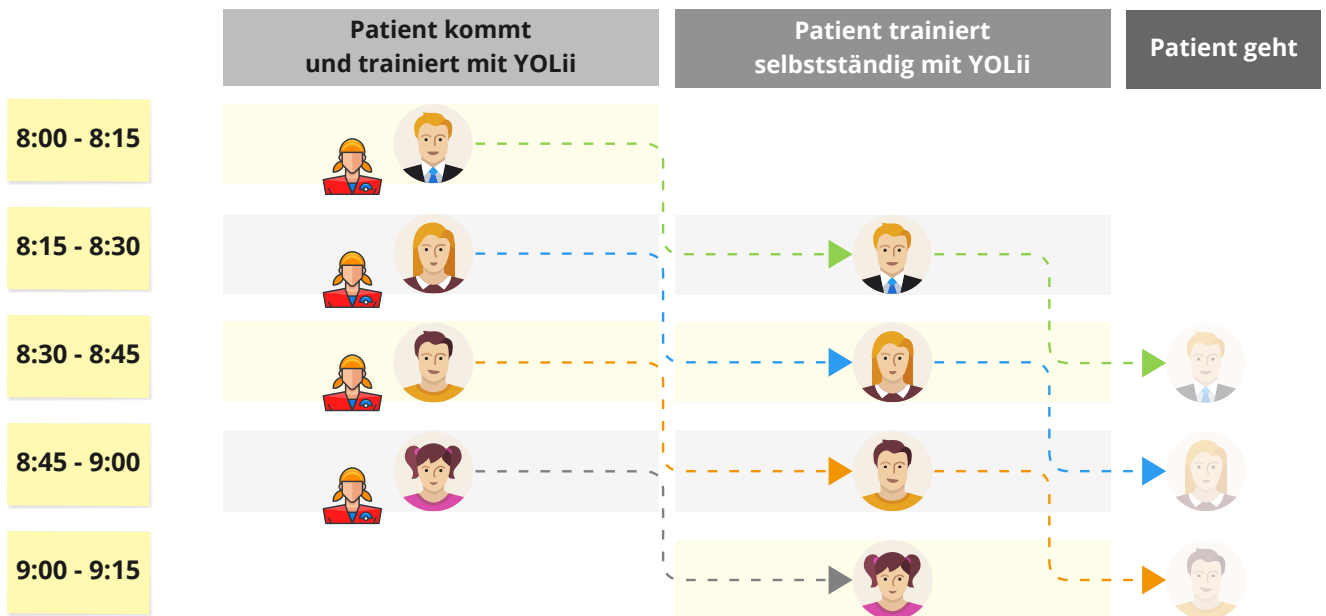 Patient kommt
und trainiert mit YOLii
Patient trainiert
selbstständig mit YOLii
Patient geht
8:00 - 8:15
8:15 - 8:30
8:30 - 8:45
8:45 - 9:00
9:00 - 9:15